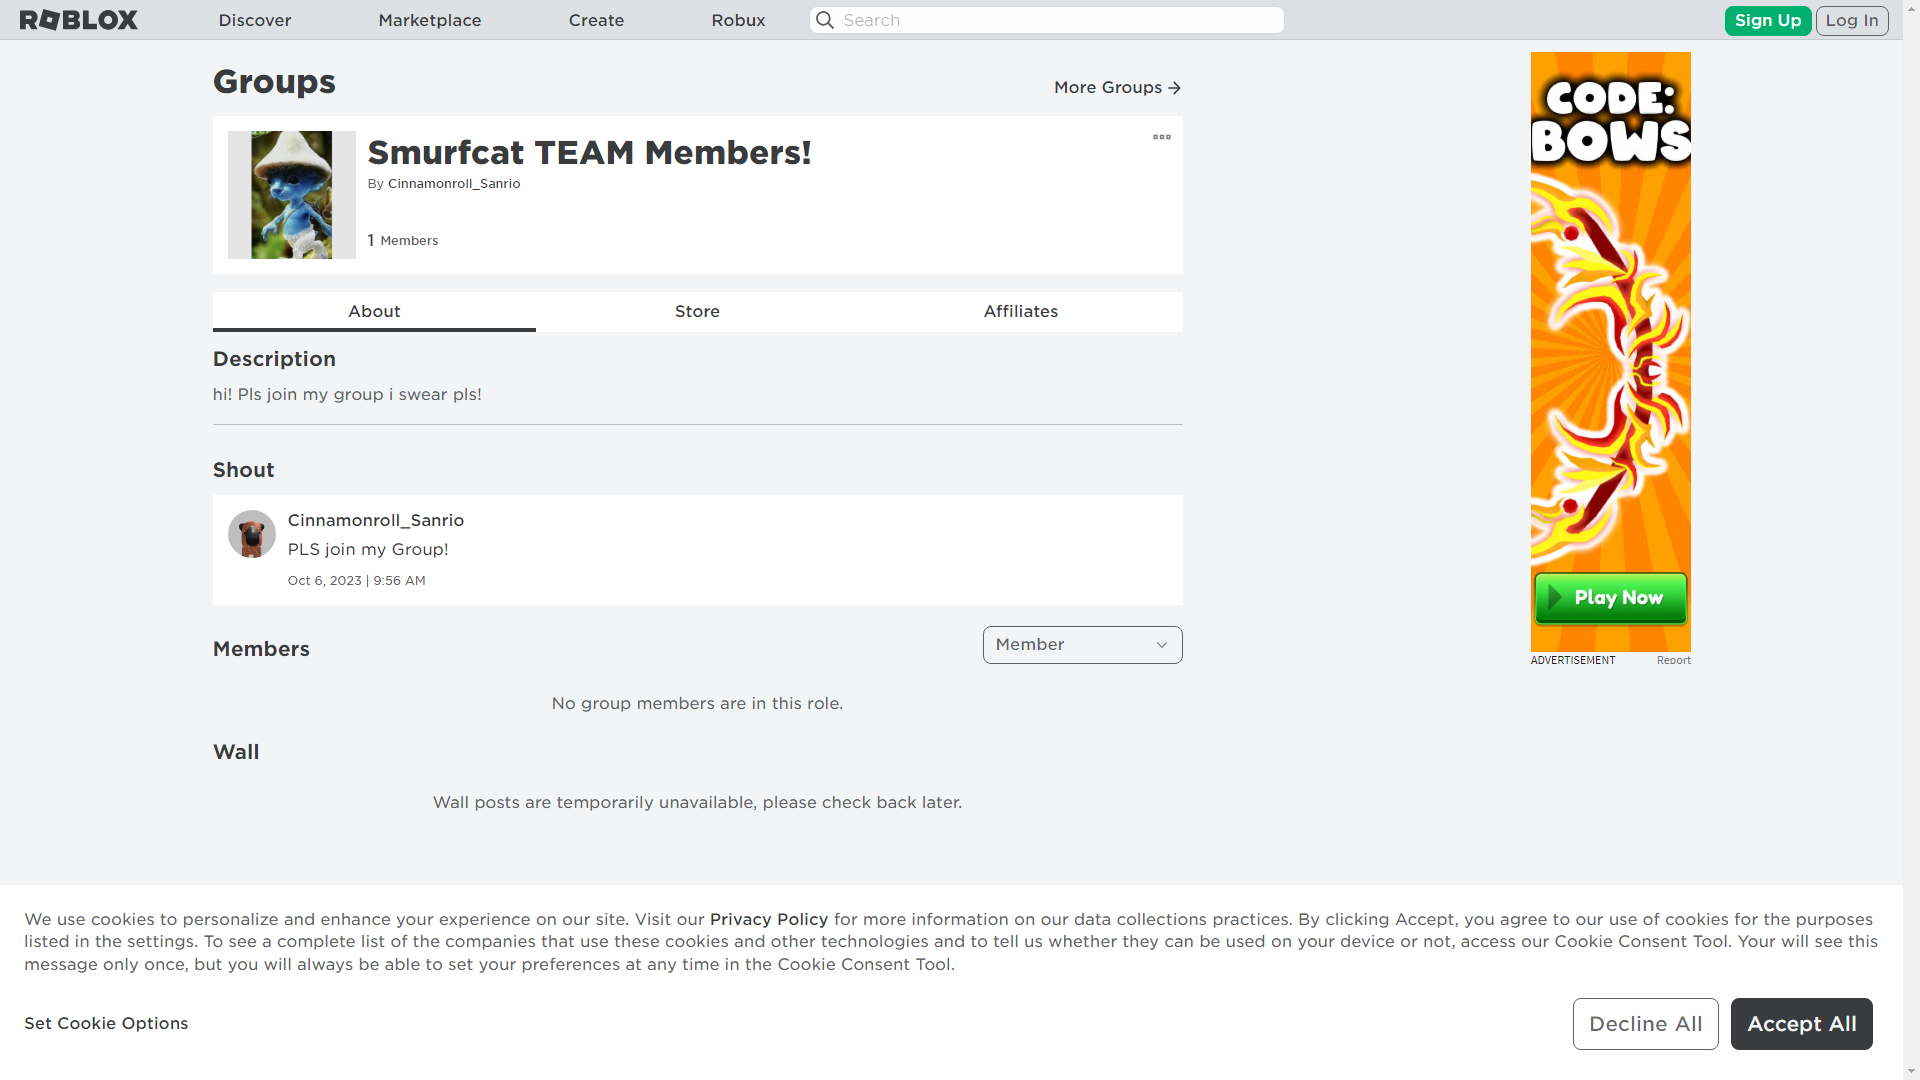 ROBLOX Discover Marketplace Create Robux Search Sign Up Log In
Groups
More Groups
Smurfcat TEAM Members!
By Cinnamonroll_Sanrio
1 Members
About Store Affiliates
Description
hi! Pls join my group i swear pls!
Shout
Cinnamonroll_Sanrio
PLS join my Group!
Oct 6, 2023 | 9:56 AM
Members
Member
No group members are in this role.
Wall
Wall posts are temporarily unavailable, please check back later.
CODE:
BOWS
Play Now
ADVERTISEMENT Report
We use cookies to personalize and enhance your experience on our site. Visit our Privacy Policy for more information on our data collections practices. By clicking Accept, you agree to our use of cookies for the purposes
listed in the settings. To see a complete list of the companies that use these cookies and other technologies and to tell us whether they can be used on your device or not, access our Cookie Consent Tool. Your will see this
message only once, but you will always be able to set your preferences at any time in the Cookie Consent Tool.
Set Cookie Options
Decline All
Accept All